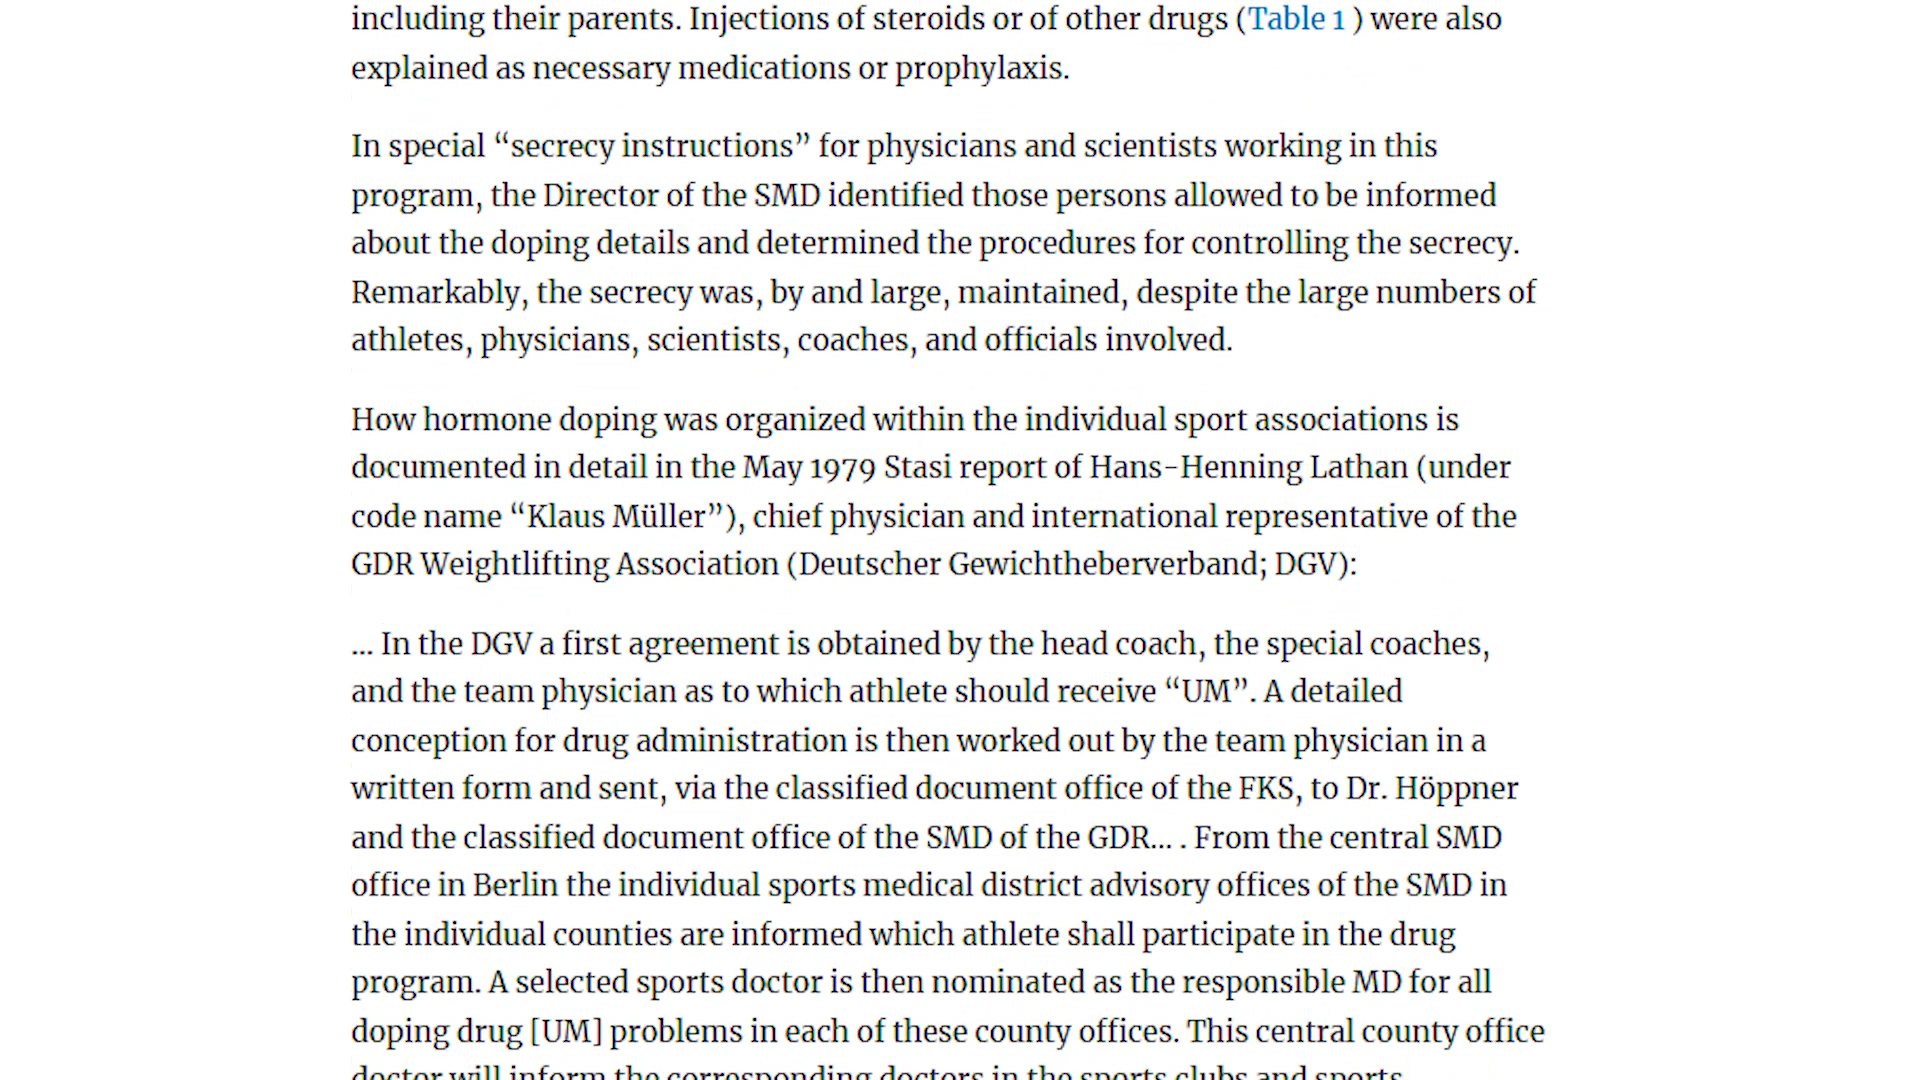 including their parents. Injections of steroids or of other drugs (Table 1 ) were also
explained as necessary medications or prophylaxis.
In special “secrecy instructions” for physicians and scientists working in this
program, the Director of the SMD identified those persons allowed to be informed
about the doping details and determined the procedures for controlling the secrecy.
Remarkably, the secrecy was, by and large, maintained, despite the large numbers of
athletes, physicians, scientists, coaches, and officials involved.
How hormone doping was organized within the individual sport associations is
documented in detail in the May 1979 Stasi report of Hans-Henning Lathan (under
code name “Klaus Müller”), chief physician and international representative of the
GDR Weightlifting Association (Deutscher Gewichtheberverband; DGV):
... In the DGV a first agreement is obtained by the head coach, the special coaches,
and the team physician as to which athlete should receive “UM”. A detailed
conception for drug administration is then worked out by the team physician in a
written form and sent, via the classified document office of the FKS, to Dr. Höppner
and the classified document office of the SMD of the GDR... . From the central SMD
office in Berlin the individual sports medical district advisory offices of the SMD in
the individual counties are informed which athlete shall participate in the drug
program. A selected sports doctor is then nominated as the responsible MD for all
doping drug [UM] problems in each of these county offices. This central county office
doctor will inform the corresponding doctors in the sports clubs and sports